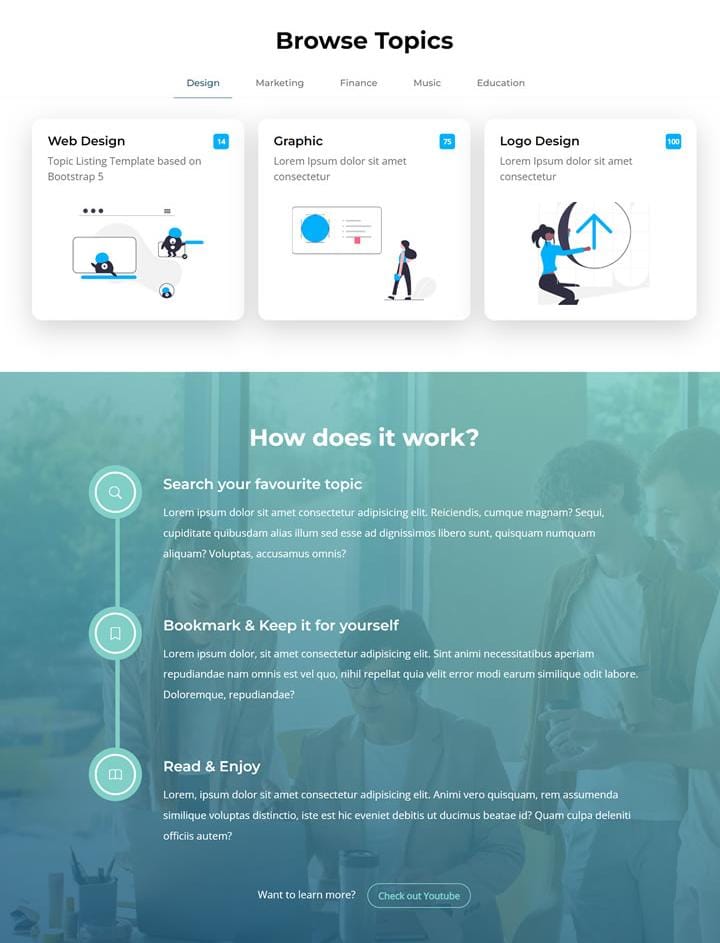 Browse Topics
Design Marketing Finance Music Education
Web Design 14
Topic Listing Template based on
Bootstrap 5
Graphic 75
Lorem Ipsum dolor sit amet
consectetur
Logo Design 100
Lorem Ipsum dolor sit amet
consectetur
How does it work?
Search your favourite topic
Lorem ipsum dolor sit amet consectetur adipisicing elit. Reiciendis, cumque magnam? Sequi,
cupiditate quibusdam alias illum sed esse ad dignissimos libero sunt, quisquam numquam
aliquam? Voluptas, accusamus omnis?
Bookmark & Keep it for yourself
Lorem ipsum dolor, sit amet consectetur adipisicing elit. Sint animi necessitatibus aperiam
repudiandae nam omnis est vel quo, nihil repellat quia velit error modi earum similique odit labore.
Doloremque, repudiandae?
Read & Enjoy
Lorem, ipsum dolor sit amet consectetur adipisicing elit. Animi vero quisquam, rem assumenda
similique voluptas distinctio, iste est hic eveniet debitis ut ducimus beatae id? Quam culpa deleniti
officiis autem?
Want to learn more? Check out Youtube